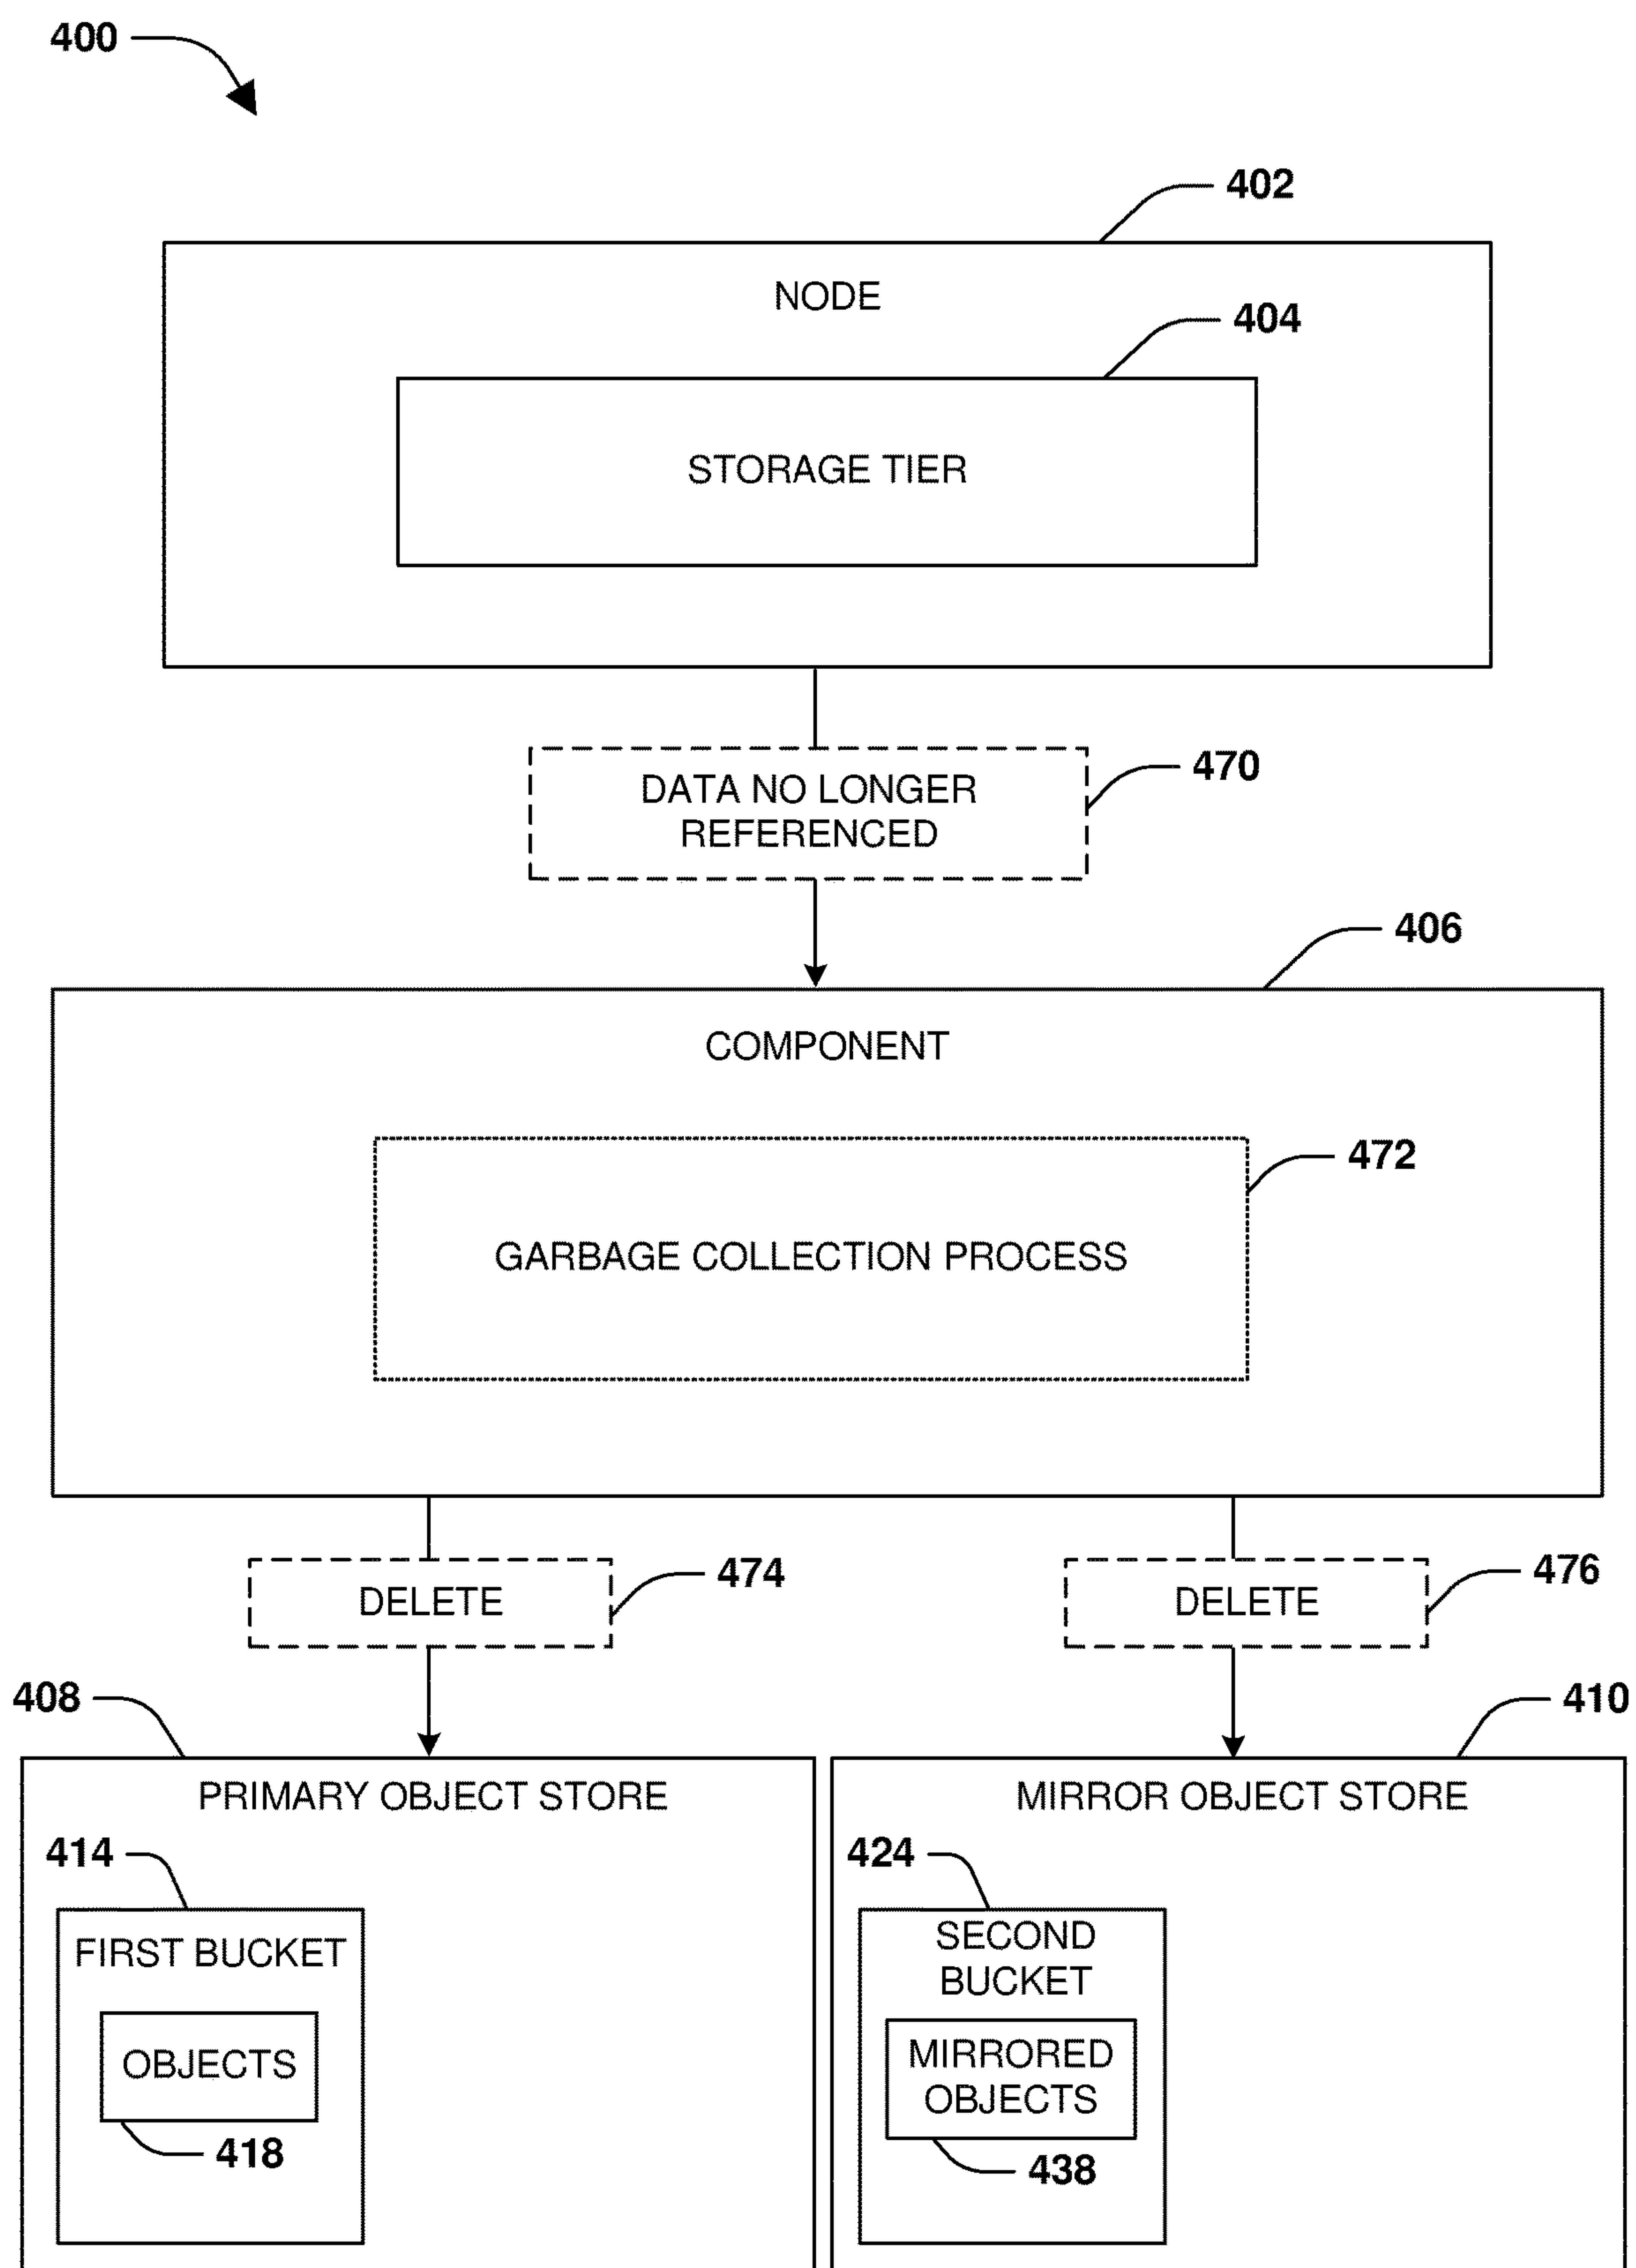 400
402
NODE
404
STORAGE TIER
DATA NO LONGER
REFERENCED
470
406
COMPONENT
472
GARBAGE COLLECTION PROCESS
DELETE
474
DELETE
476
408
410
PRIMARY OBJECT STORE
MIRROR OBJECT STORE
414
424
FIRST BUCKET
SECOND
BUCKET
OBJECTS
MIRRORED
OBJECTS
418
438